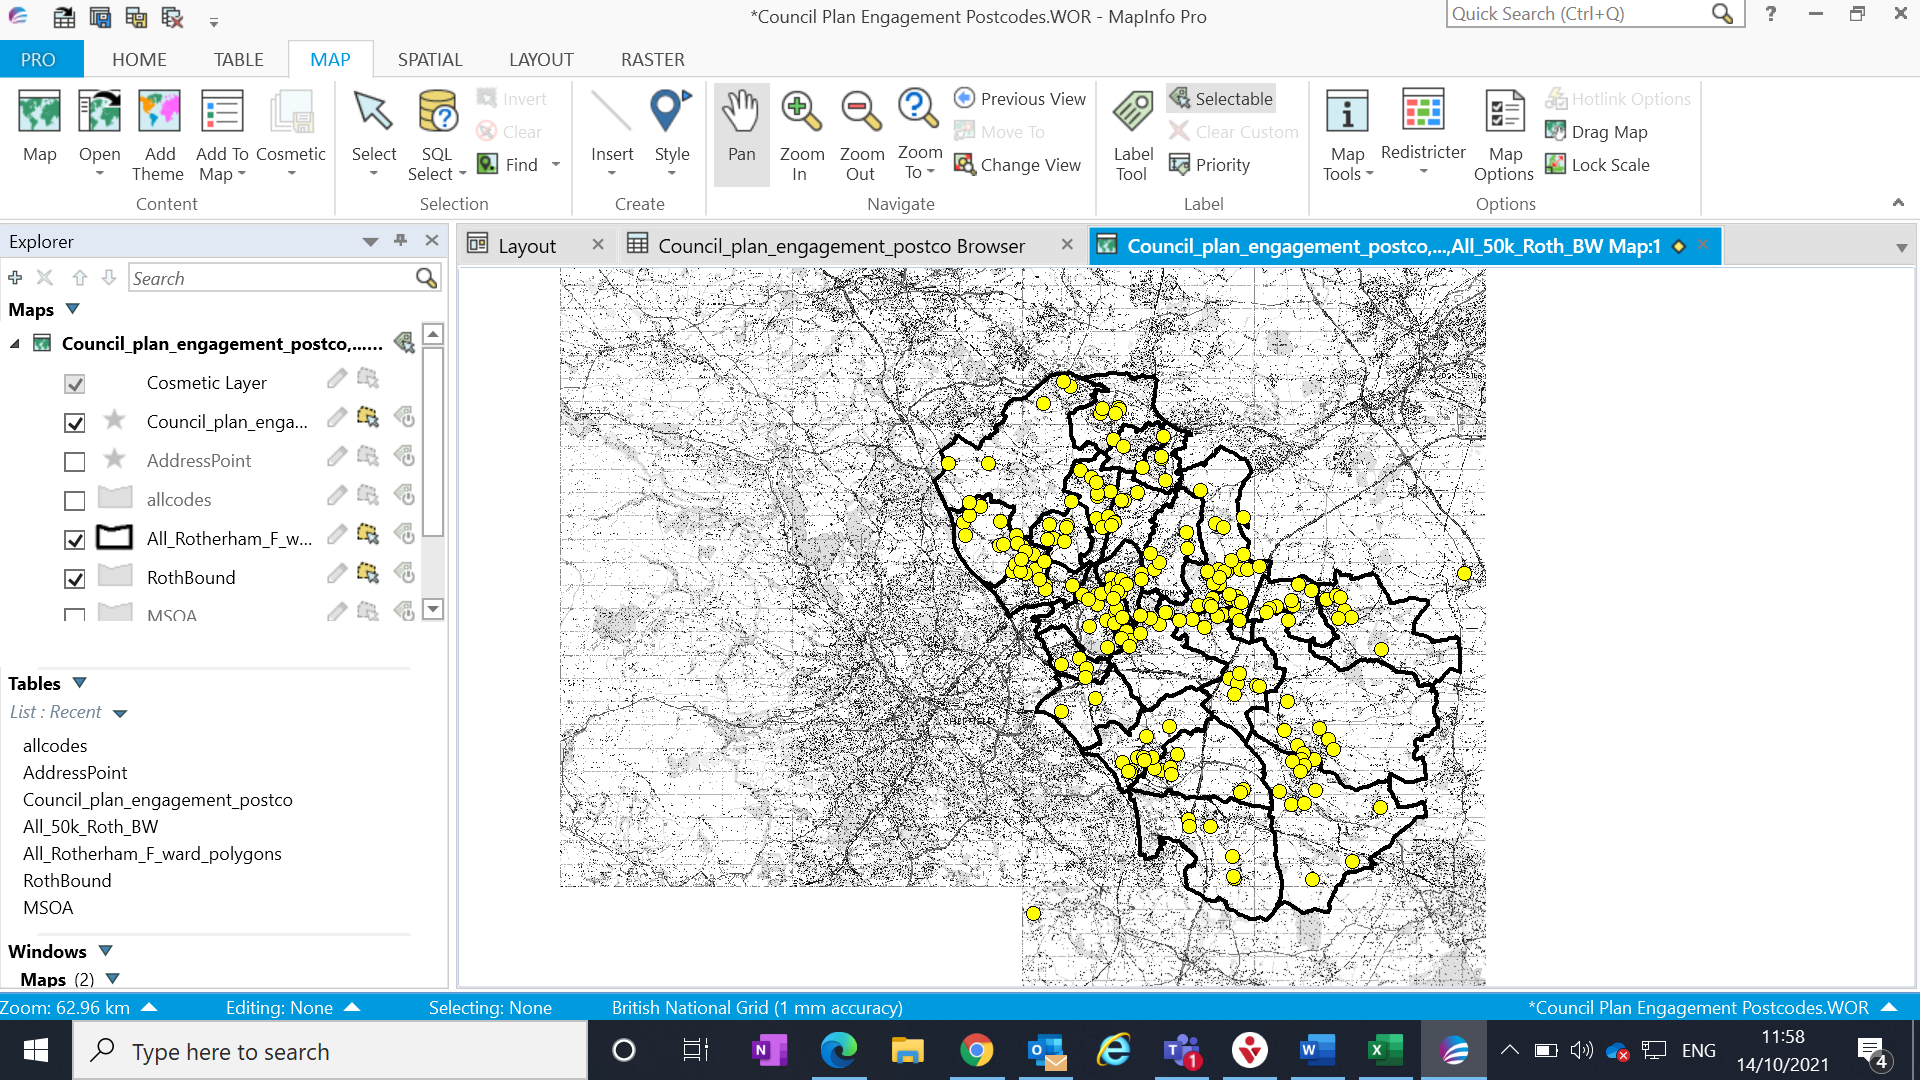 *Council Plan Engagement Postcodes.WOR - MapInfo Pro
Quick Search (Ctrl+Q)
?
PRO HOME TABLE MAP SPATIAL LAYOUT OUT RASTER
Map
Open
Add Theme
Add To Map
Cosmetic
Content
Select
SQL Select
Invert
Clear
Find
Selection
Insert
Style
Create
Pan
Zoom In
Zoom Out
Zoom To
Previous View
Move To
Change View
Navigate
Label Tool
Selectable
Clear Custom
Priority
Label
Map Tools
Redistricter
Map Options
Hotlink Options
Drag Map
Lock Scale
Options
Explorer
Search
Maps
Council_plan_engagement_postco,......
Cosmetic Layer
Council_plan_enga...
AddressPoint
allcodes
All_Rotherham_F_w...
RothBound
MSOA
Tables
List : Recent
allcodes
AddressPoint
Council_plan_engagement_postco
All_50k_Roth_BW
All_Rotherham_F_ward_polygons
RothBound
MSOA
Windows
Maps (2)
Layout
Council_plan_engagement_postco Browser
Council_plan_engagement_postco,...,All_50k_Roth_BW Map:1
SHEFFIELD
Zoom: 62.96 km
Editing: None
Selecting: None
British National Grid (1 mm accuracy)
*Council Plan Engagement Postcodes.WOR
Type here to search
ENG
11:58
14/10/2021
1
4